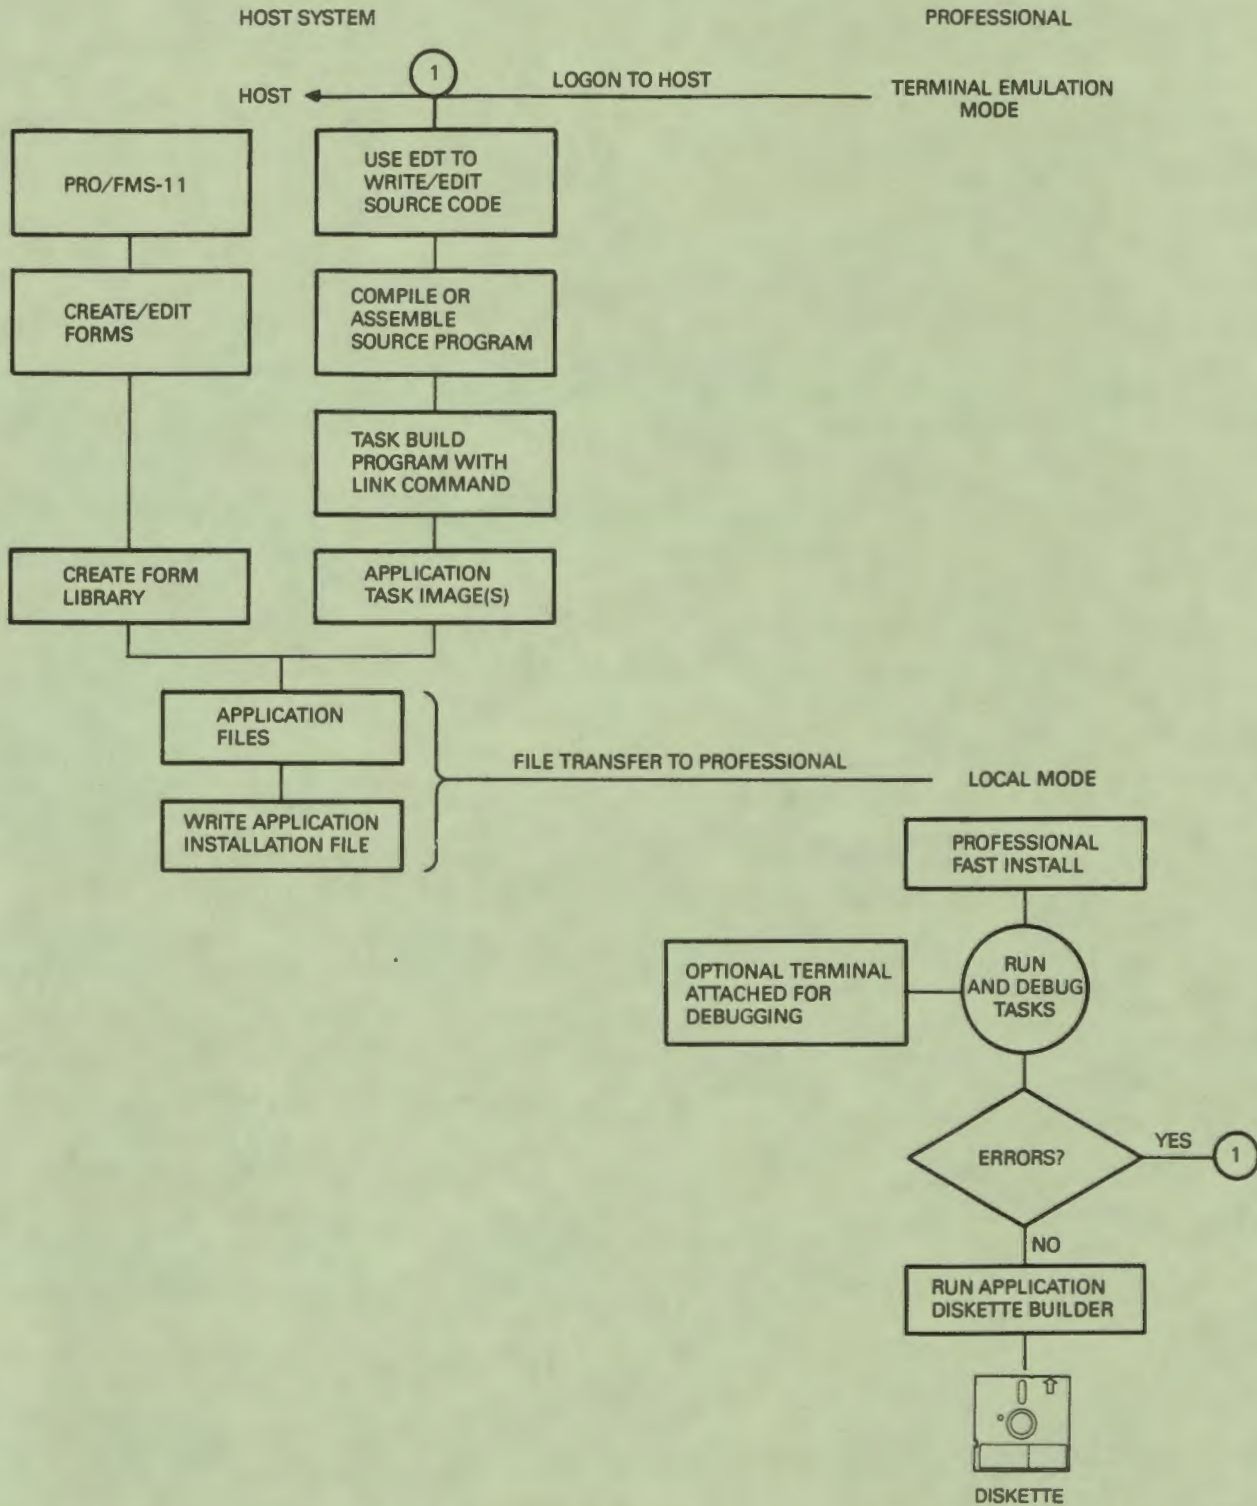 HOST SYSTEM
PROFESSIONAL
1
LOGON TO HOST
HOST
TERMINAL EMULATION
MODE
PRO/FMS-11
USE EDT TO
WRITE/EDIT
SOURCE CODE
CREATE/EDIT
FORMS
COMPILE OR
ASSEMBLE
SOURCE PROGRAM
TASK BUILD
PROGRAM WITH
LINK COMMAND
CREATE FORM
LIBRARY
APPLICATION
TASK IMAGE(S)
APPLICATION
FILES
FILE TRANSFER TO PROFESSIONAL
LOCAL MODE
WRITE APPLICATION
INSTALLATION FILE
PROFESSIONAL
FAST INSTALL
OPTIONAL TERMINAL
ATTACHED FOR
DEBUGGING
RUN
AND DEBUG
TASKS
ERRORS?
YES
1
NO
RUN APPLICATION
DISKETTE BUILDER
DISKETTE